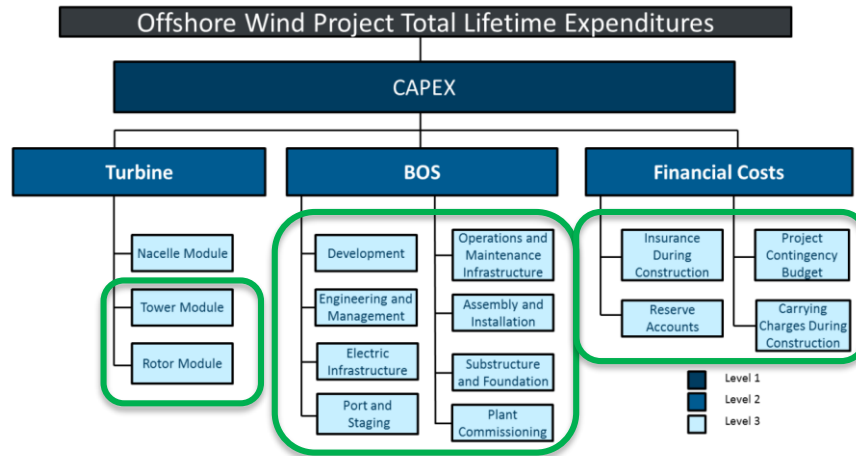 Offshore Wind Project Total Lifetime Expenditures
CAPEX
Turbine
BOS
Financial Costs
Nacelle Module
Tower Module
Rotor Module
Development
Engineering and
Management
Electric
Infrastructure
Port and
Staging
Operations and
Maintenance
Infrastructure
Assembly and
Installation
Substructure
and Foundation
Plant
Commissioning
Insurance
During
Construction
Reserve
Accounts
Project
Contingency
Budget
Carrying
Charges During
Construction
Level 1
Level 2
Level 3